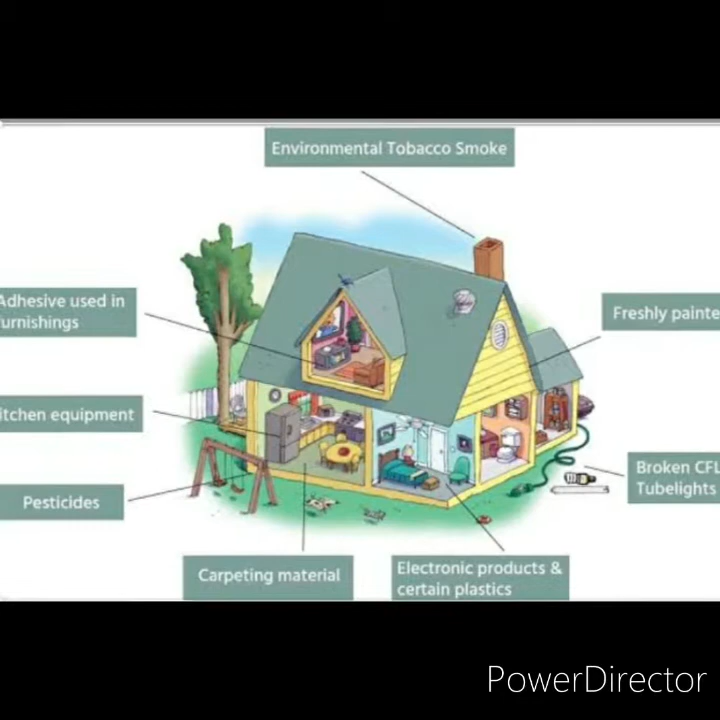 Environmental Tobacco Smoke
Adhesive used in
urnishings
Freshly painte
itchen equipment
Broken CFL
Tubelights
Pesticides
Carpeting material
Electronic products &
certain plastics
PowerDirector